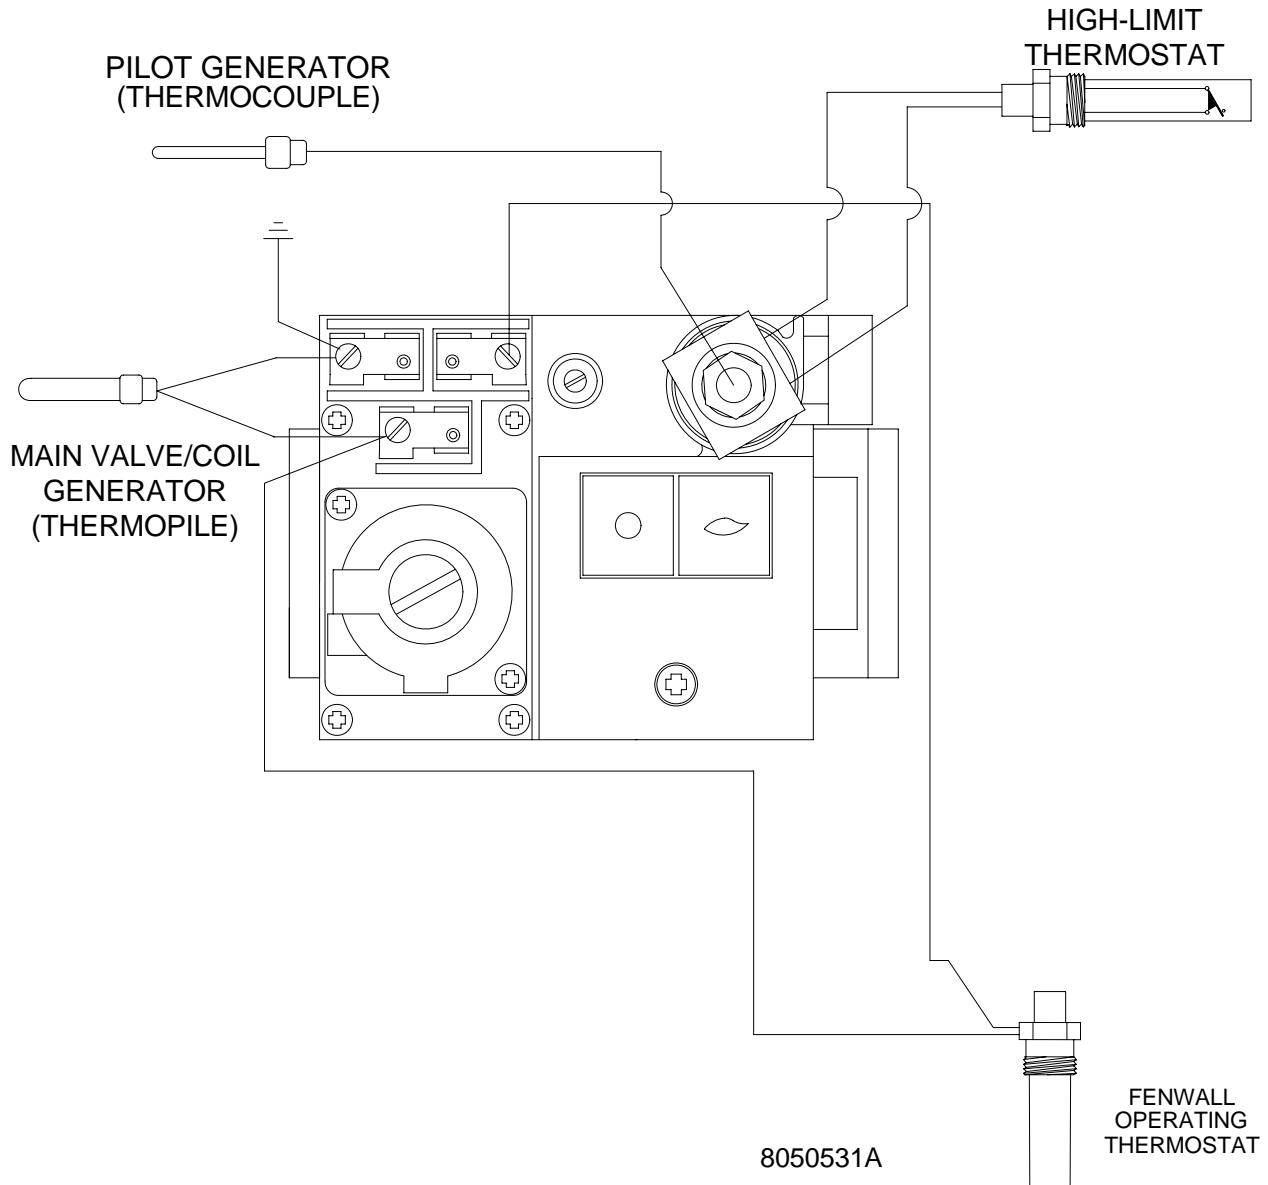 HIGH-LIMIT
THERMOSTAT
PILOT GENERATOR
(THERMOCOUPLE)
MAIN VALVE/COIL
GENERATOR
(THERMOPILE)
FENWALL
OPERATING
THERMOSTAT
8050531A